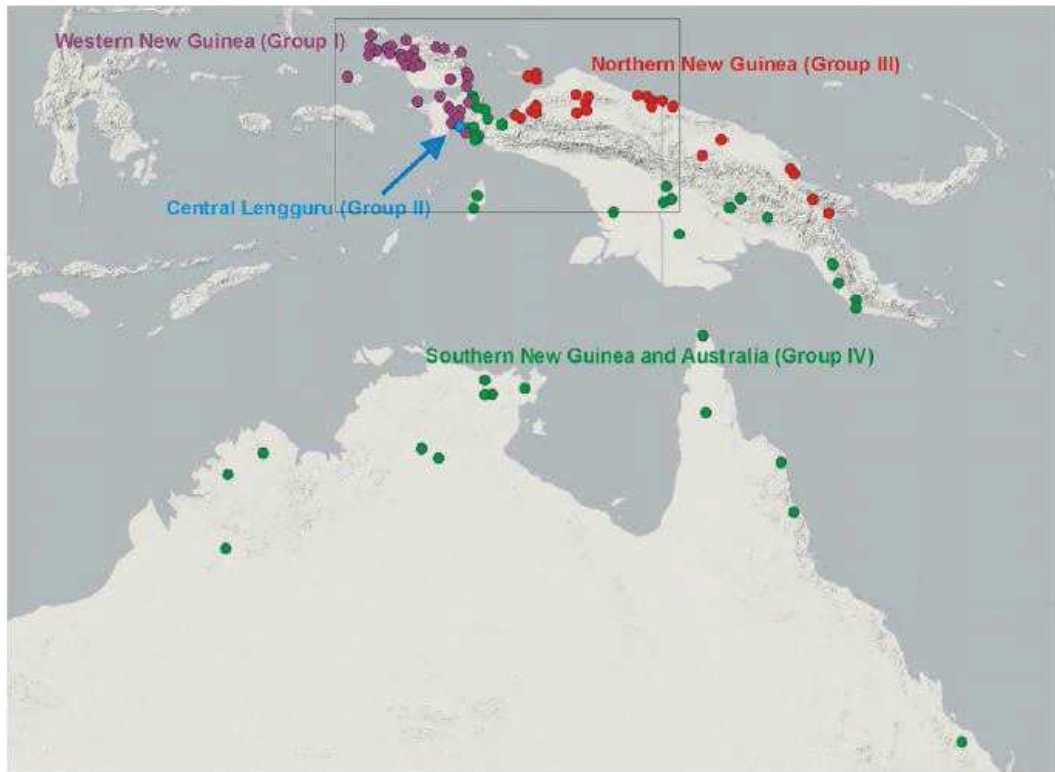 Western New Guinea (Group I)
Northern New Guinea (Group III)
Central Lengguru (Group II)
Southern New Guinea and Australia (Group IV)